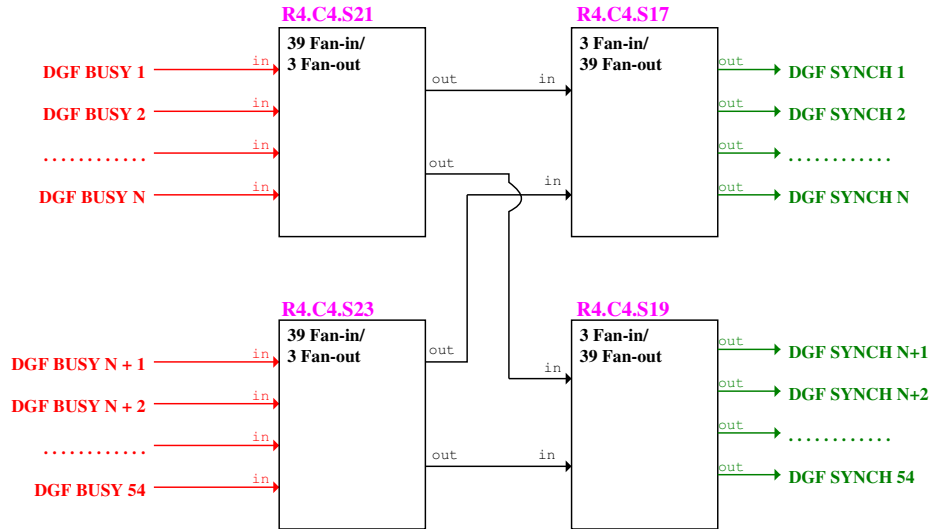 R4.C4.S21
39 Fan-in/
3 Fan-out
DGF BUSY 1
in
DGF BUSY 2
in
. . . . . . . . . . . .
in
DGF BUSY N
in
out
out
R4.C4.S17
3 Fan-in/
39 Fan-out
in
in
out
DGF SYNCH 1
out
DGF SYNCH 2
out
. . . . . . . . . . . .
out
DGF SYNCH N
R4.C4.S23
39 Fan-in/
3 Fan-out
DGF BUSY N + 1
in
DGF BUSY N + 2
in
. . . . . . . . . . . .
in
DGF BUSY 54
in
out
out
R4.C4.S19
3 Fan-in/
39 Fan-out
in
in
out
DGF SYNCH N+1
out
DGF SYNCH N+2
out
. . . . . . . . . . . .
out
DGF SYNCH 54